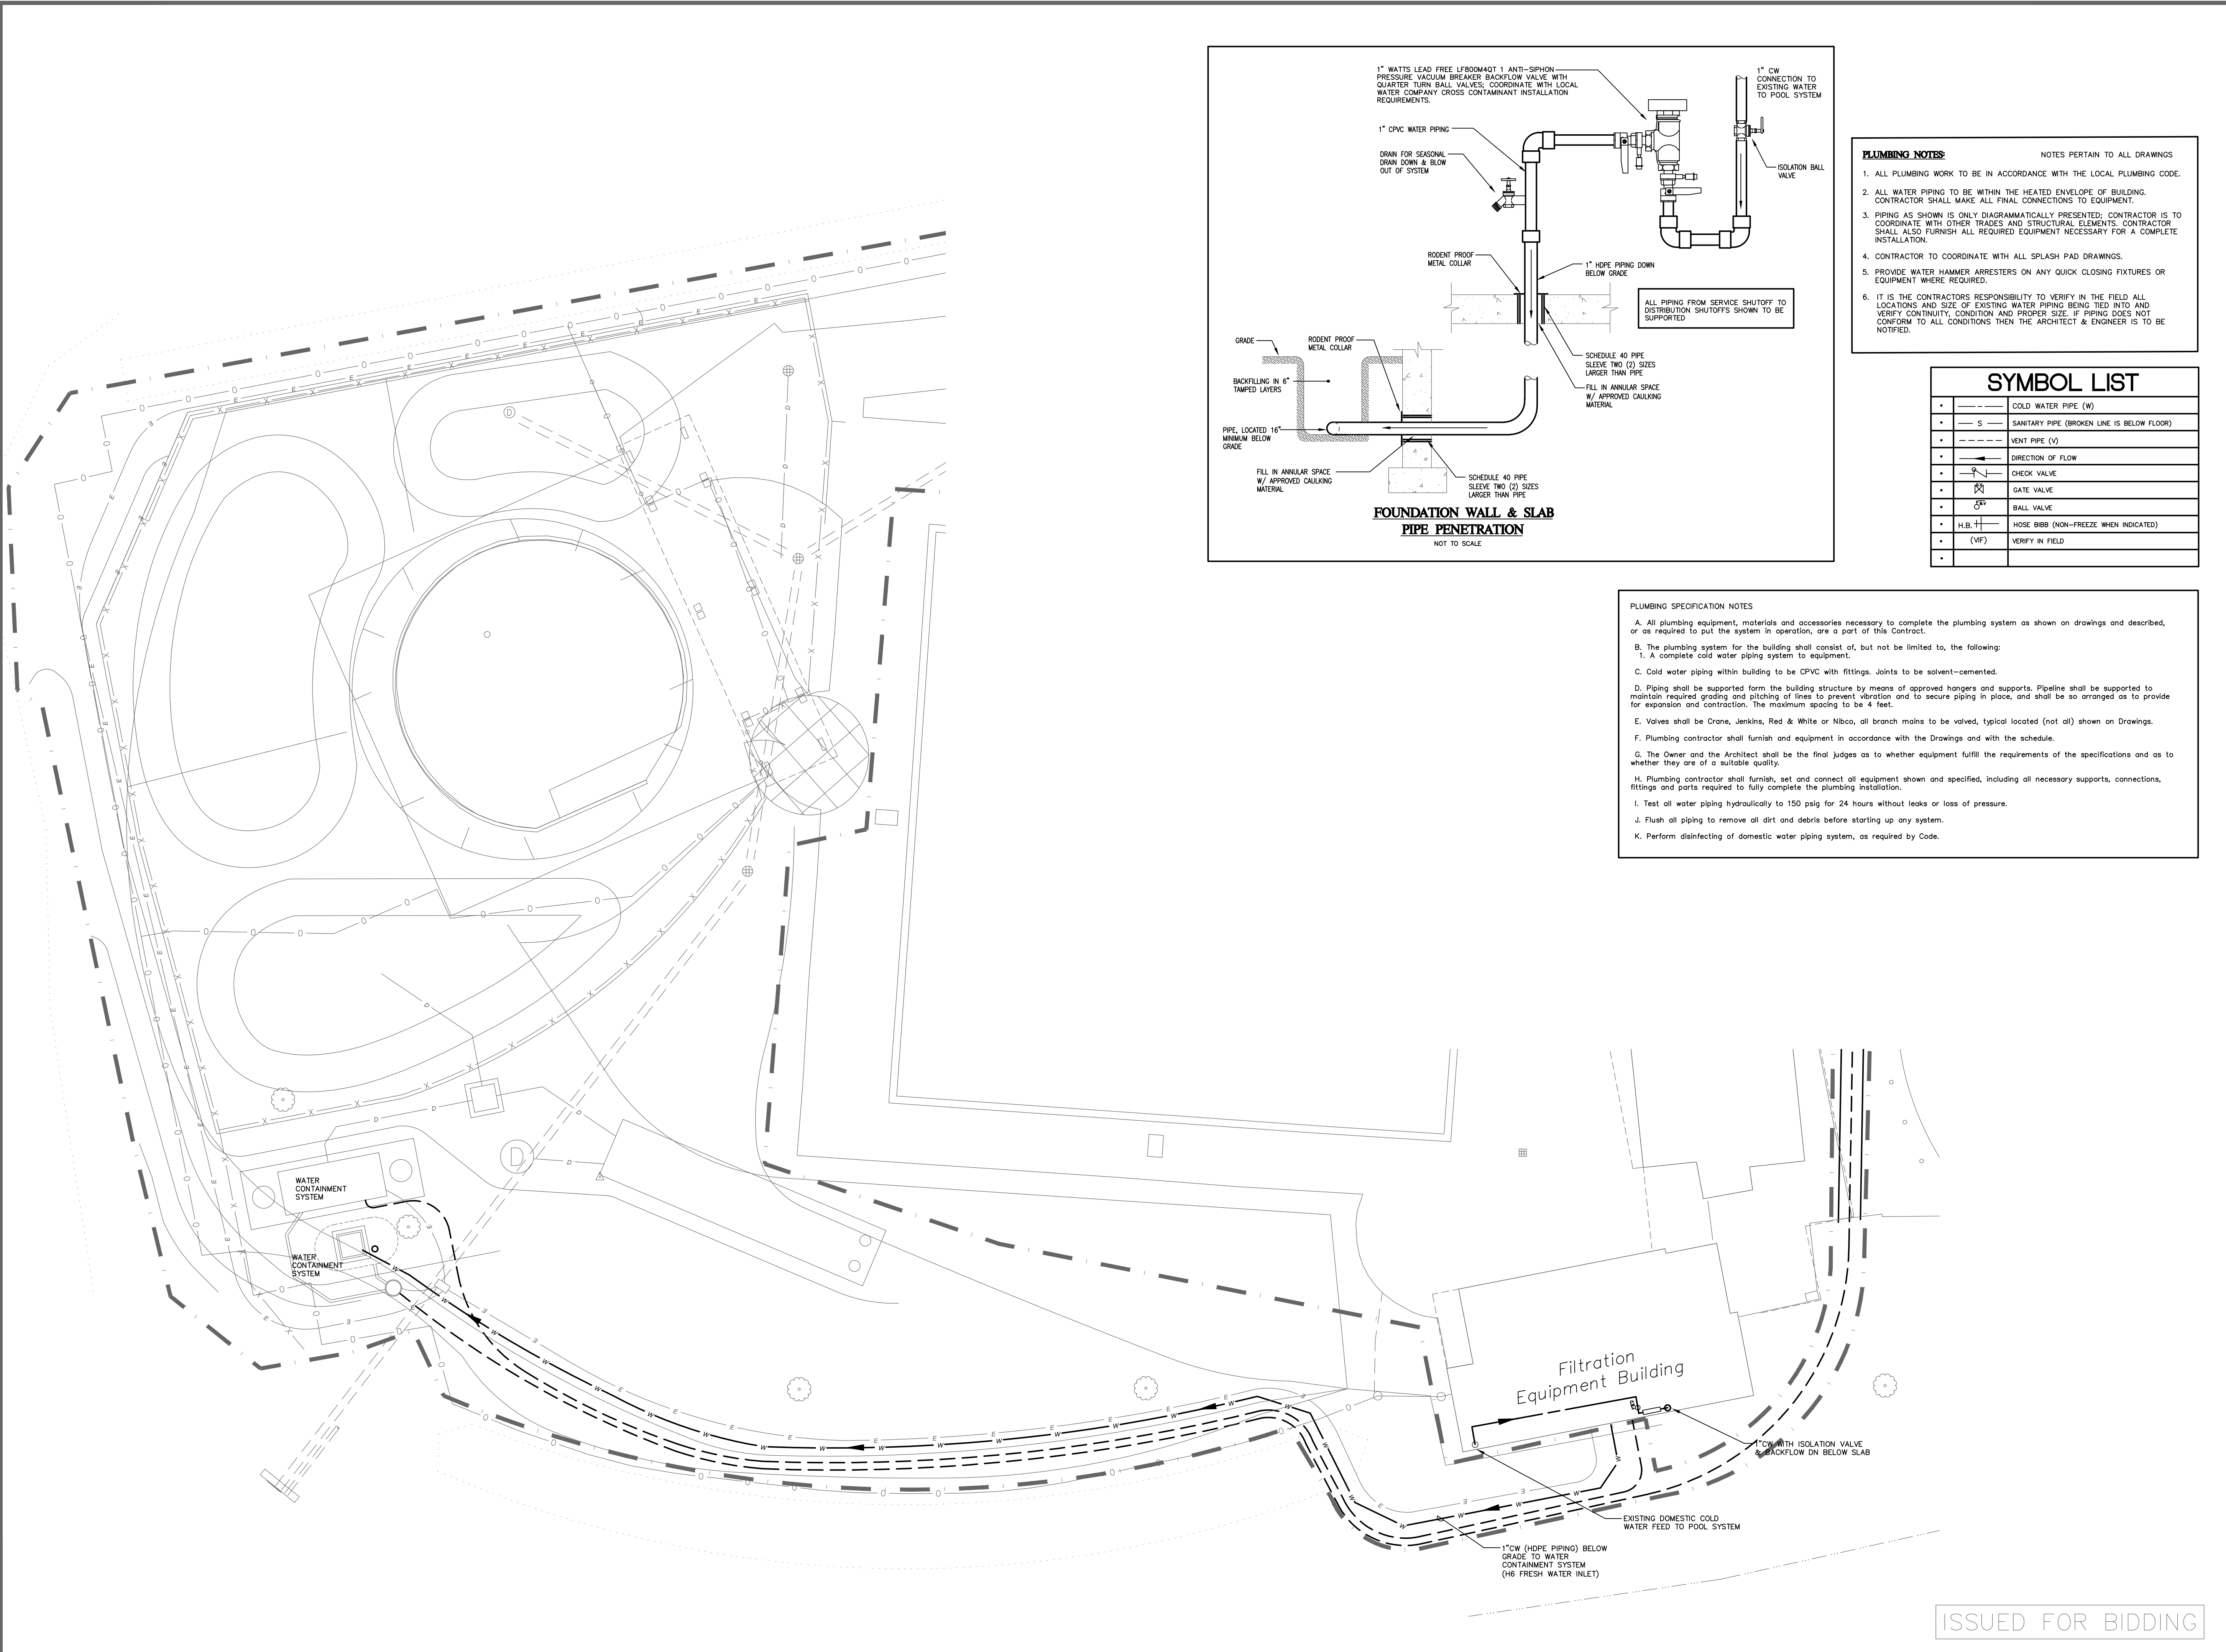 1" WATTS LEAD FREE LF800M4QT 1 ANTI-SIPHON
PRESSURE VACUUM BREAKER BACKFLOW VALVE WITH
QUARTER TURN BALL VALVES; COORDINATE WITH LOCAL
WATER COMPANY CROSS CONTAMINANT INSTALLATION
REQUIREMENTS.
1" CW
CONNECTION TO
EXISTING WATER
TO POOL SYSTEM
1" CPVC WATER PIPING
DRAIN FOR SEASONAL
DRAIN DOWN & BLOW
OUT OF SYSTEM
ISOLATION BALL
VALVE
RODENT PROOF
METAL COLLAR
1" HDPE PIPING DOWN
BELOW GRADE
ALL PIPING FROM SERVICE SHUTOFF TO
DISTRIBUTION SHUTOFFS SHOWN TO BE
SUPPORTED
GRADE
RODENT PROOF
METAL COLLAR
SCHEDULE 40 PIPE
SLEEVE TWO (2) SIZES
LARGER THAN PIPE
BACKFILLING IN 6"
TAMPED LAYERS
FILL IN ANNULAR SPACE
W/ APPROVED CAULKING
MATERIAL
PIPE, LOCATED 16"
MINIMUM BELOW
GRADE
FILL IN ANNULAR SPACE
W/ APPROVED CAULKING
MATERIAL
SCHEDULE 40 PIPE
SLEEVE TWO (2) SIZES
LARGER THAN PIPE
FOUNDATION WALL & SLAB
PIPE PENETRATION
NOT TO SCALE
PLUMBING NOTES: NOTES PERTAIN TO ALL DRAWINGS
1. ALL PLUMBING WORK TO BE IN ACCORDANCE WITH THE LOCAL PLUMBING CODE.
2. ALL WATER PIPING TO BE WITHIN THE HEATED ENVELOPE OF BUILDING.
CONTRACTOR SHALL MAKE ALL FINAL CONNECTIONS TO EQUIPMENT.
3. PIPING AS SHOWN IS ONLY DIAGRAMMATICALLY PRESENTED; CONTRACTOR IS TO
COORDINATE WITH OTHER TRADES AND STRUCTURAL ELEMENTS. CONTRACTOR
SHALL ALSO FURNISH ALL REQUIRED EQUIPMENT NECESSARY FOR A COMPLETE
INSTALLATION.
4. CONTRACTOR TO COORDINATE WITH ALL SPLASH PAD DRAWINGS.
5. PROVIDE WATER HAMMER ARRESTERS ON ANY QUICK CLOSING FIXTURES OR
EQUIPMENT WHERE REQUIRED.
6. IT IS THE CONTRACTORS RESPONSIBILITY TO VERIFY IN THE FIELD ALL
LOCATIONS AND SIZE OF EXISTING WATER PIPING BEING TIED INTO AND
VERIFY CONTINUITY, CONDITION AND PROPER SIZE. IF PIPING DOES NOT
CONFORM TO ALL CONDITIONS THEN THE ARCHITECT & ENGINEER IS TO BE
NOTIFIED.
SYMBOL LIST
COLD WATER PIPE (W)
S SANITARY PIPE (BROKEN LINE IS BELOW FLOOR)
VENT PIPE (V)
DIRECTION OF FLOW
CHECK VALVE
GATE VALVE
BALL VALVE
H.B. HOSE BIBB (NON-FREEZE WHEN INDICATED)
(VIF) VERIFY IN FIELD
PLUMBING SPECIFICATION NOTES
A. All plumbing equipment, materials and accessories necessary to complete the plumbing system as shown on drawings and described,
or as required to put the system in operation, are a part of this Contract.
B. The plumbing system for the building shall consist of, but not be limited to, the following:
1. A complete cold water piping system to equipment.
C. Cold water piping within building to be CPVC with fittings. Joints to be solvent-cemented.
D. Piping shall be supported form the building structure by means of approved hangers and supports. Pipeline shall be supported to
maintain required grading and pitching of lines to prevent vibration and to secure piping in place, and shall be so arranged as to provide
for expansion and contraction. The maximum spacing to be 4 feet.
E. Valves shall be Crane, Jenkins, Red & White or Nibco, all branch mains to be valved, typical located (not all) shown on Drawings.
F. Plumbing contractor shall furnish and equipment in accordance with the Drawings and with the schedule.
G. The Owner and the Architect shall be the final judges as to whether equipment fulfill the requirements of the specifications and as to
whether they are of a suitable quality.
H. Plumbing contractor shall furnish, set and connect all equipment shown and specified, including all necessary supports, connections,
fittings and parts required to fully complete the plumbing installation.
I. Test all water piping hydraulically to 150 psig for 24 hours without leaks or loss of pressure.
J. Flush all piping to remove all dirt and debris before starting up any system.
K. Perform disinfecting of domestic water piping system, as required by Code.
WATER
CONTAINMENT
SYSTEM
WATER
CONTAINMENT
SYSTEM
Filtration
Equipment Building
1"CW WITH ISOLATION VALVE
& BACKFLOW DN BELOW SLAB
EXISTING DOMESTIC COLD
WATER FEED TO POOL SYSTEM
1"CW (HDPE PIPING) BELOW
GRADE TO WATER
CONTAINMENT SYSTEM
(H6 FRESH WATER INLET)
ISSUED FOR BIDDING